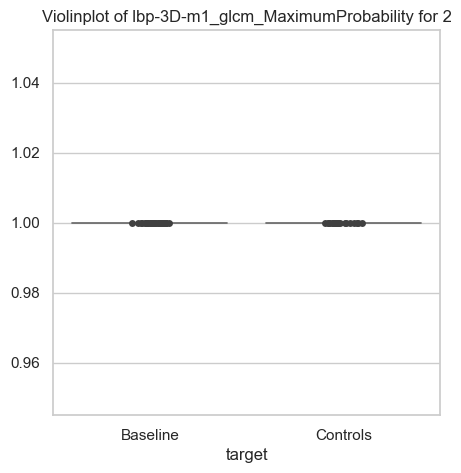 Violinplot of lbp-3D-m1_glcm_MaximumProbability for 2
1.04
1.02
1.00
0.98
0.96
Baseline
Controls
target